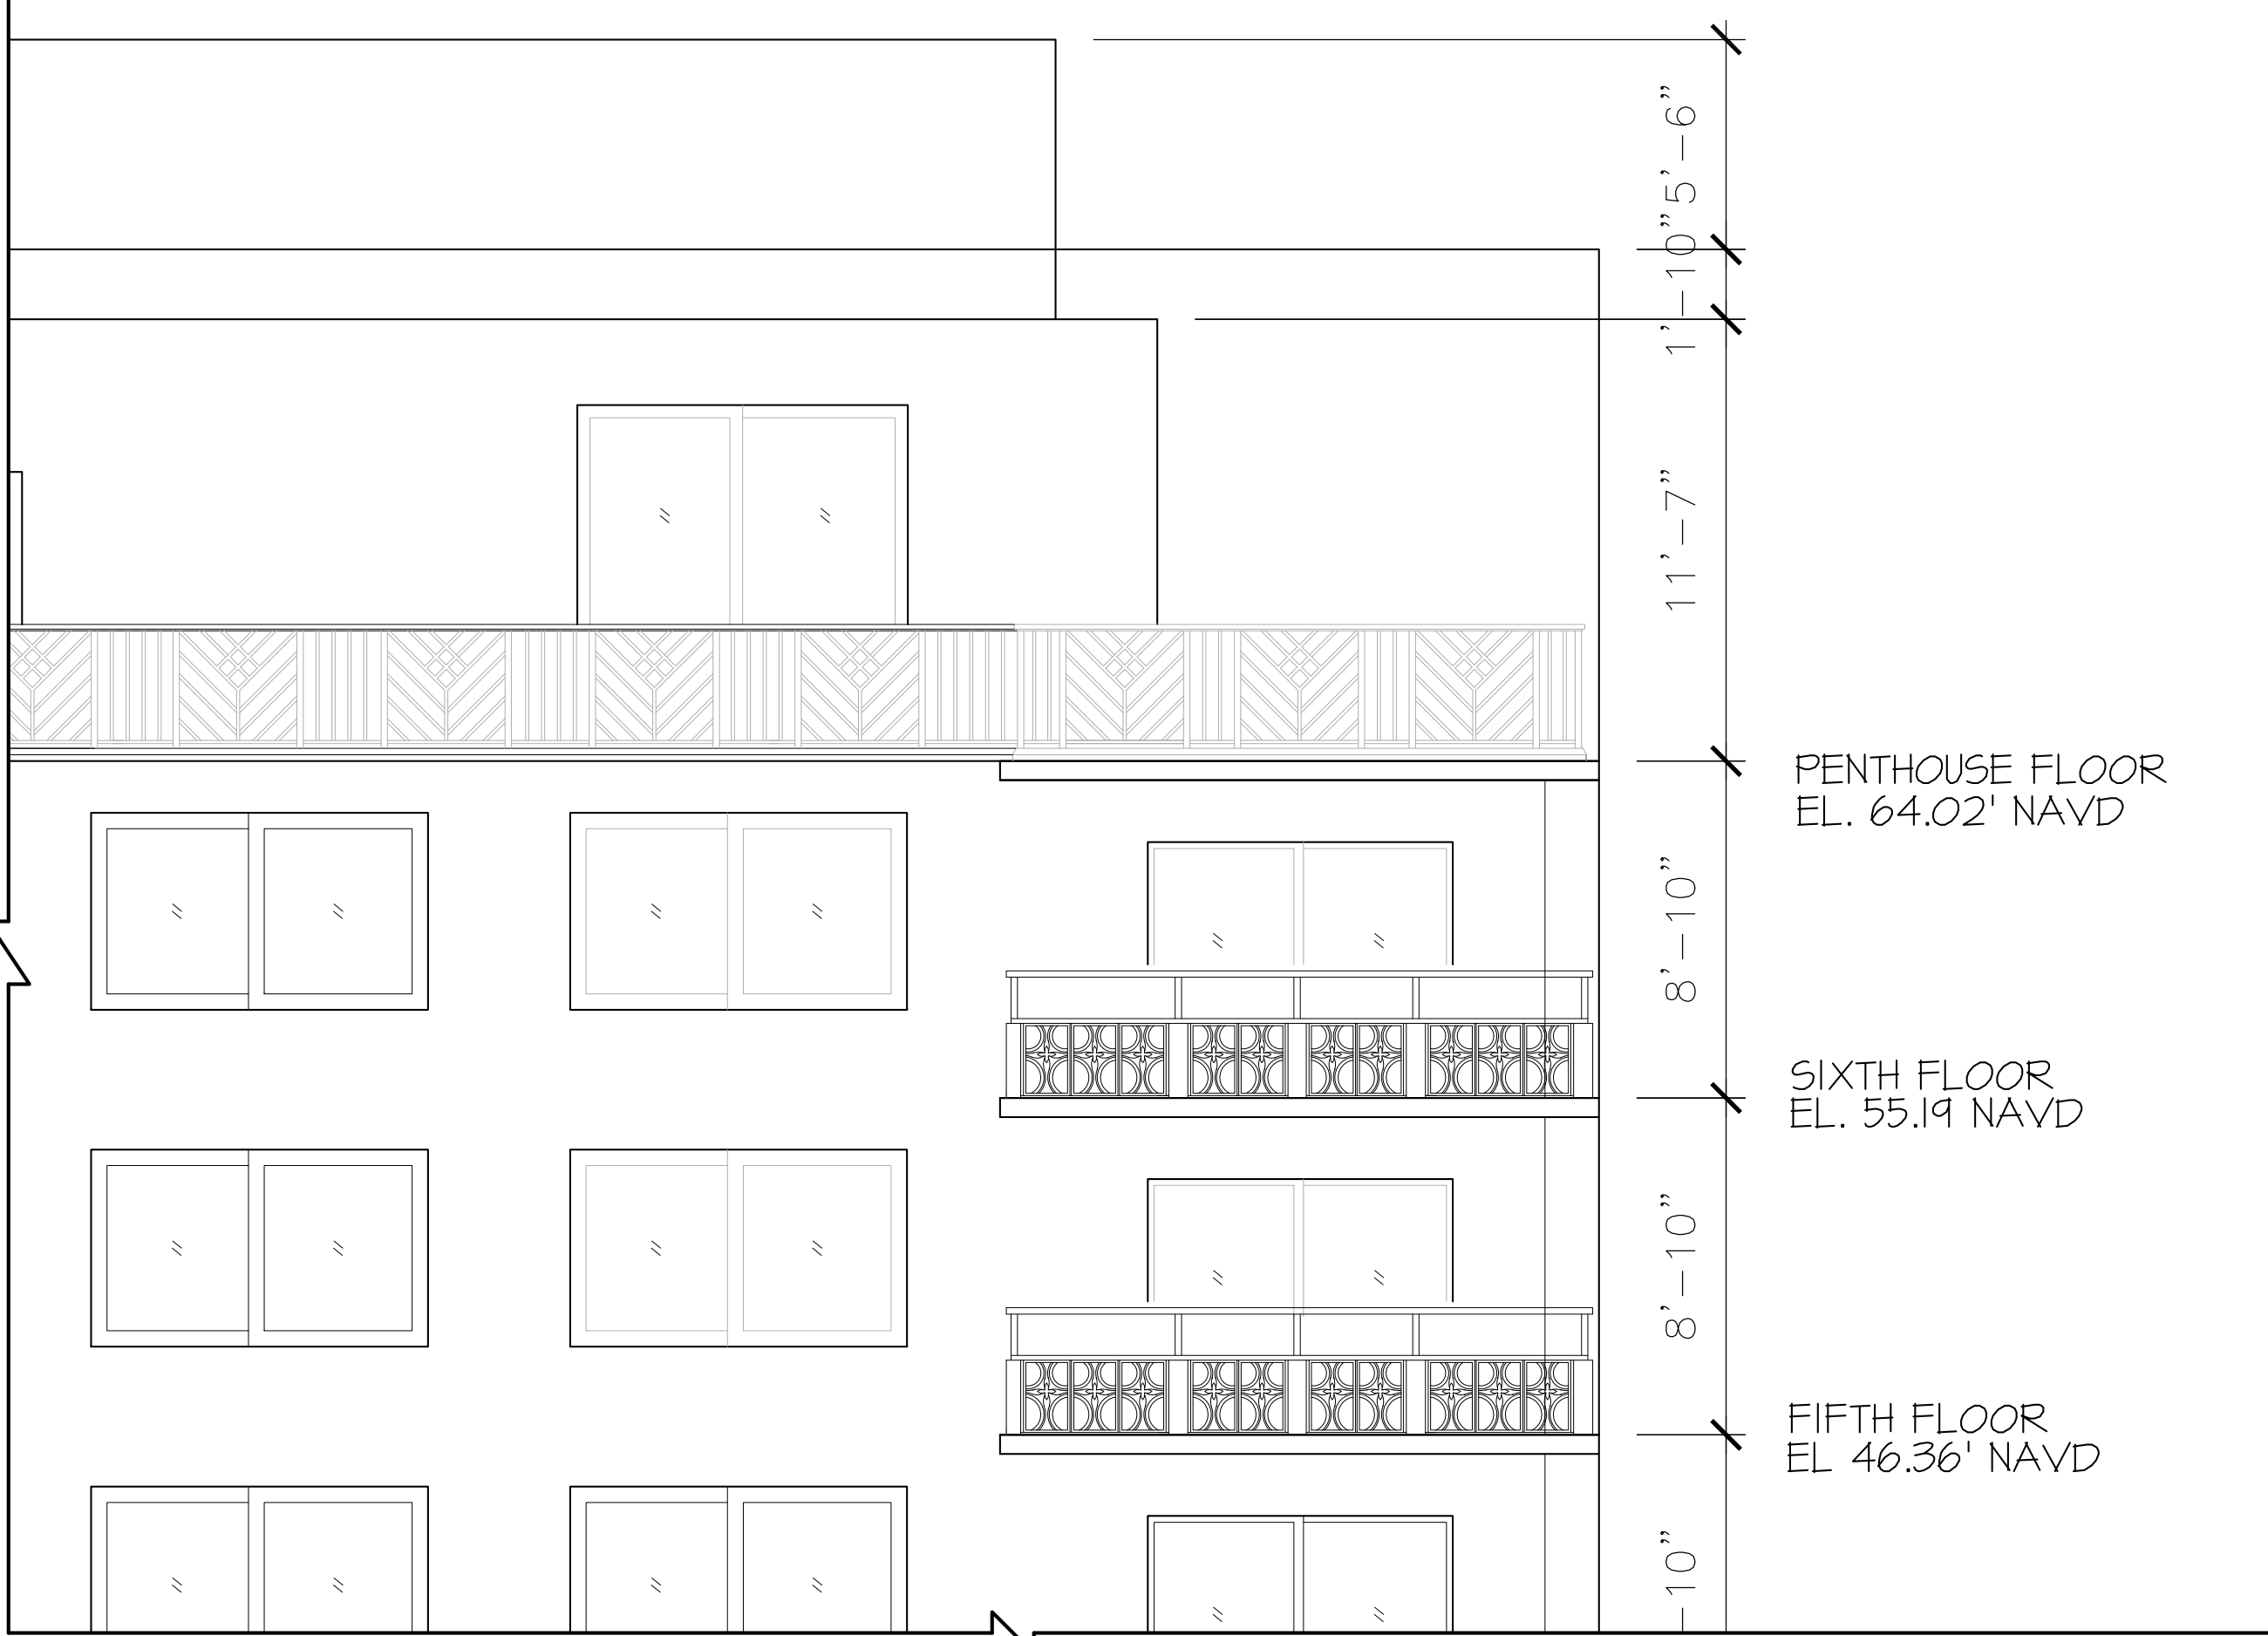 5'-6"
1'-10"
11'-7"
PENTHOUSE FLOOR
EL. 64.02' NAVD
8'-10"
SIXTH FLOOR
EL. 55.19 NAVD
8'-10"
FIFTH FLOOR
EL 46.36' NAVD
-10"